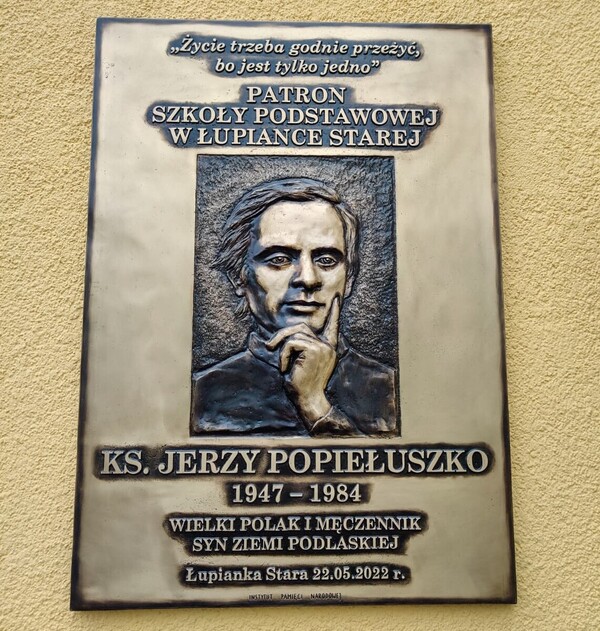 „Życie trzeba godnie przeżyć,
bo jest tylko jedno”
PATRON
SZKOŁY PODSTAWOWEJ
W ŁUPIANCE STAREJ
KS. JERZY POPIEŁUSZKO
1947 – 1984
WIELKI POLAK I MĘCZENNIK
SYN ZIEMI PODLASKIEJ
Łupianka Stara 22.05.2022 r.
INSTYTUT PAMIĘCI NARODOWEJ